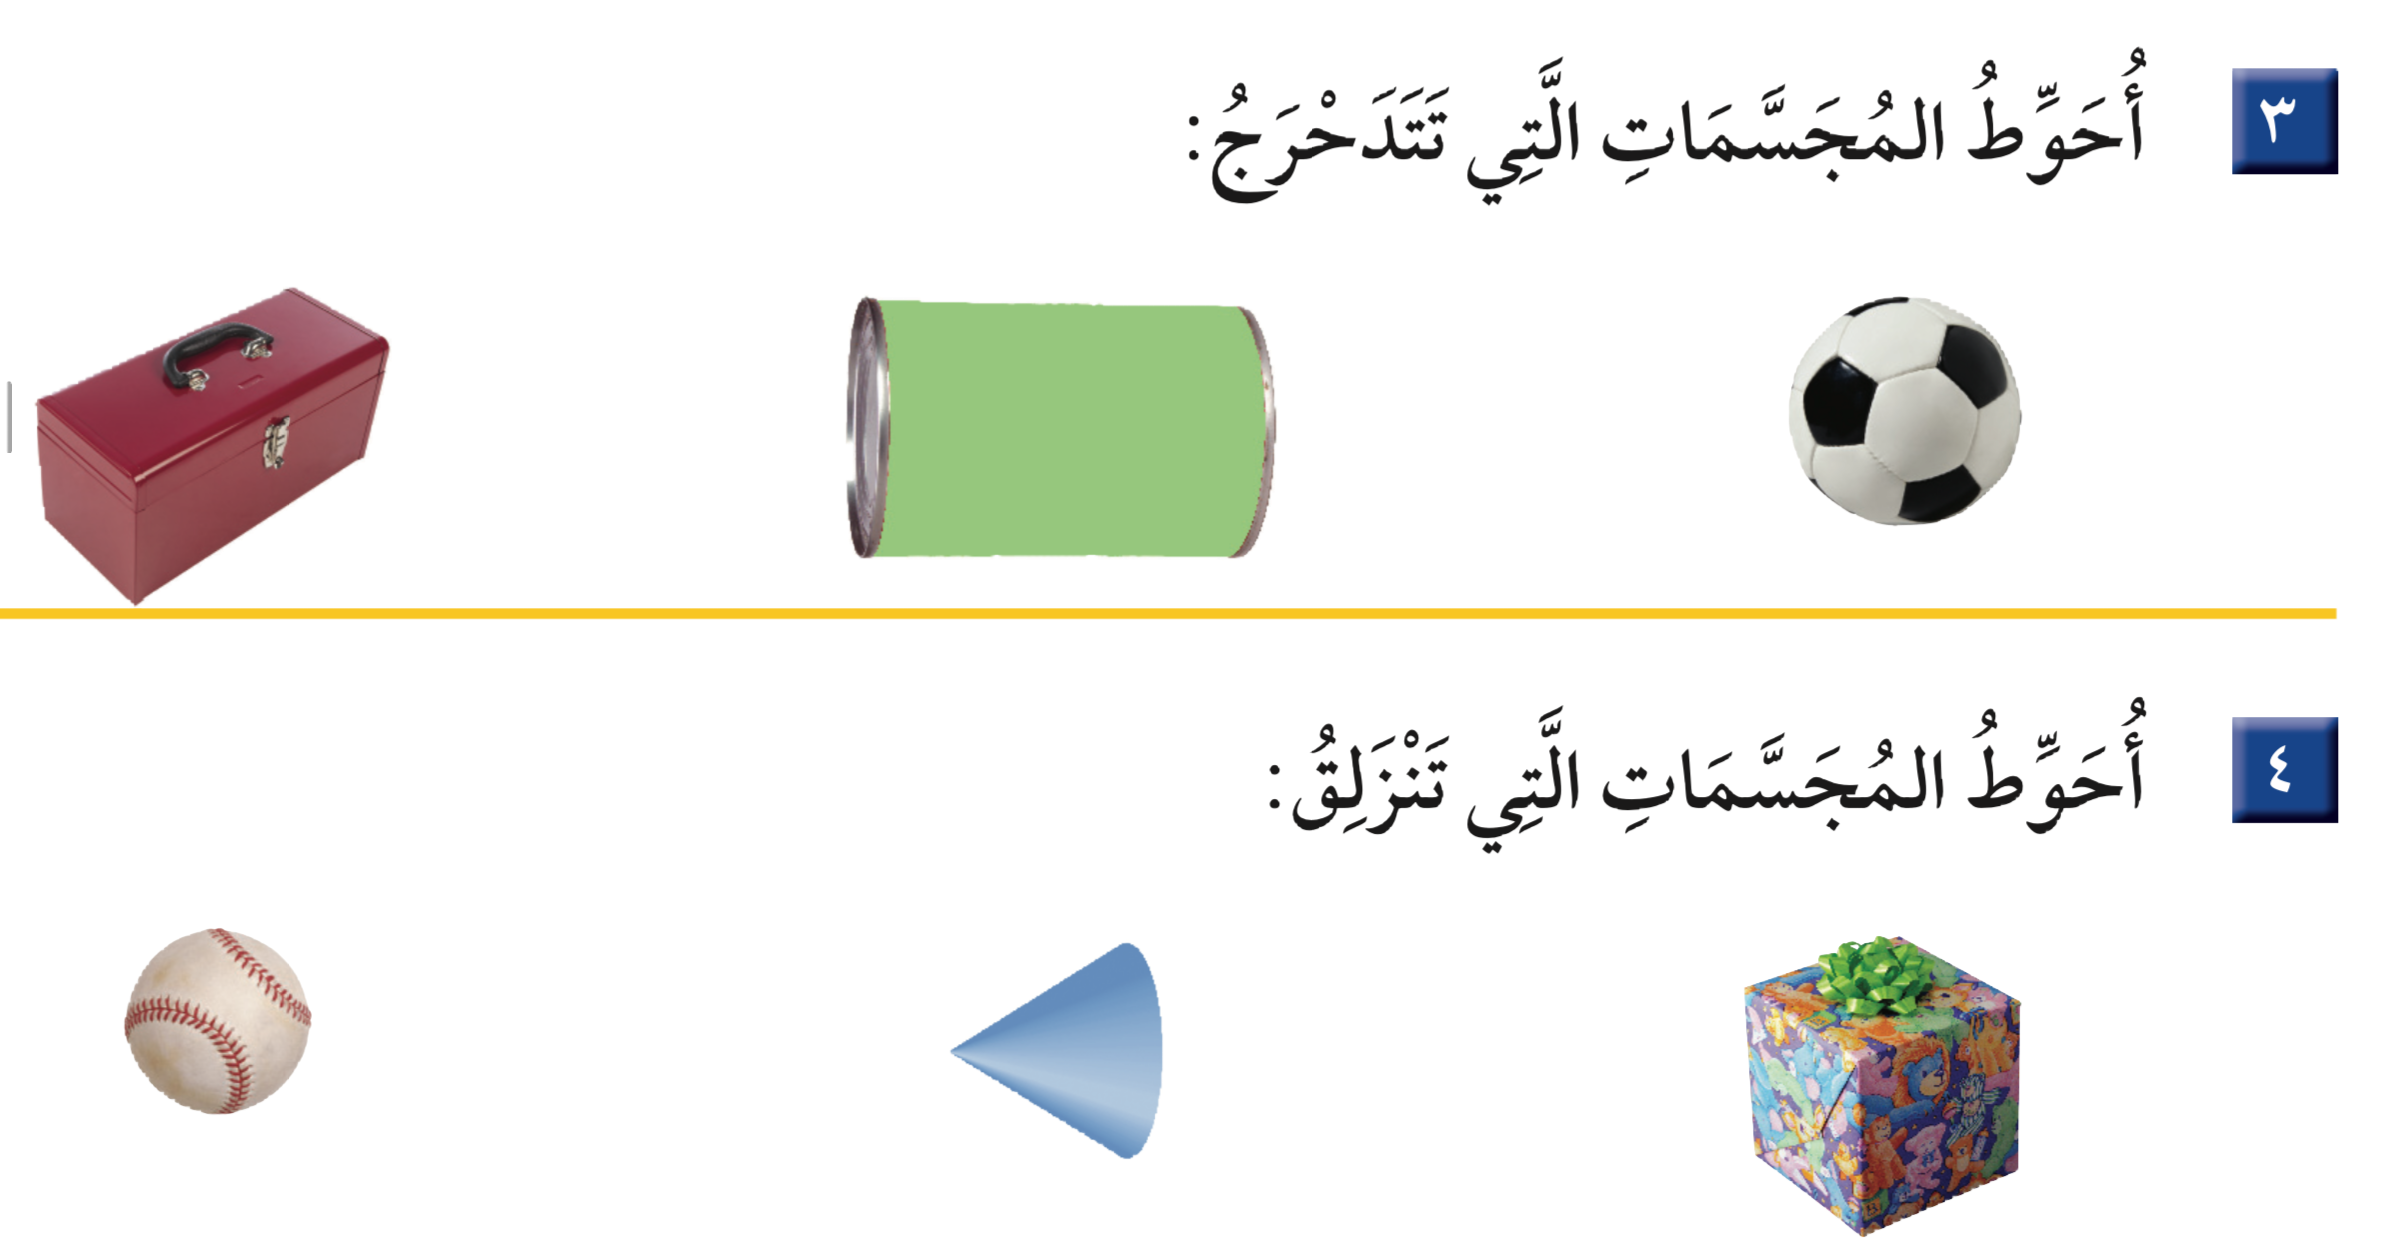 ٣ أُحَوِّطُ المُجَسَّمَاتِ الَّتِي تَتَدَحْرَجُ:
٤ أُحَوِّطُ المُجَسَّمَاتِ الَّتِي تَنْزَلِقُ: